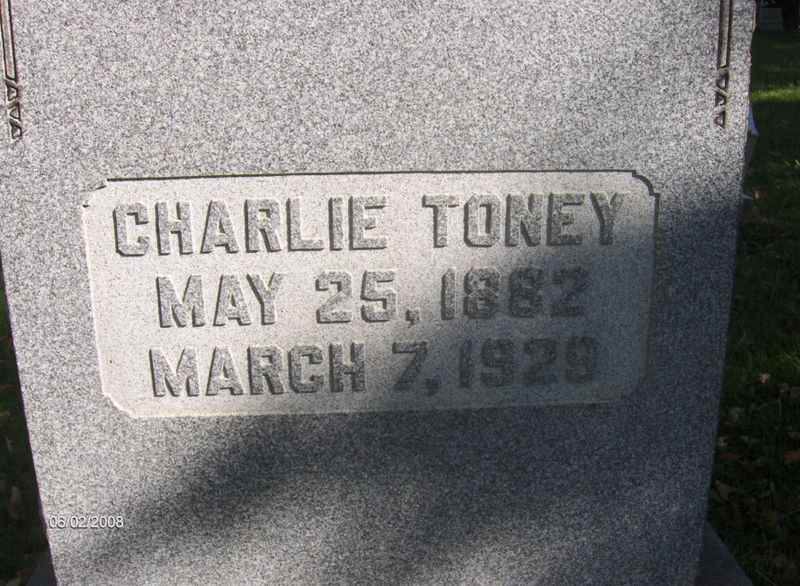 CHARLIE TONEY
MAY 25, 1882
MARCH 7, 1929
06/02/2008